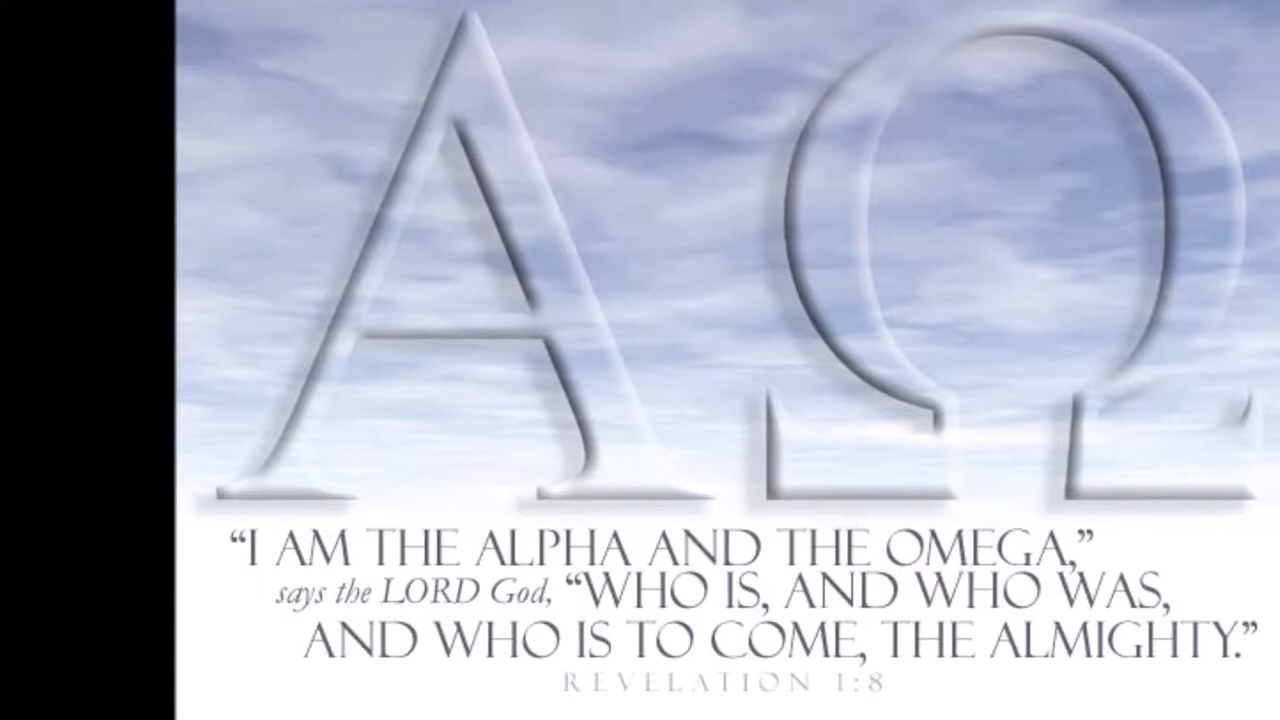 ΑΩ
“I AM THE ALPHA AND THE OMEGA,”
says the LORD God, “WHO IS, AND WHO WAS,
AND WHO IS TO COME, THE ALMIGHTY.”
REVELATION 1:8